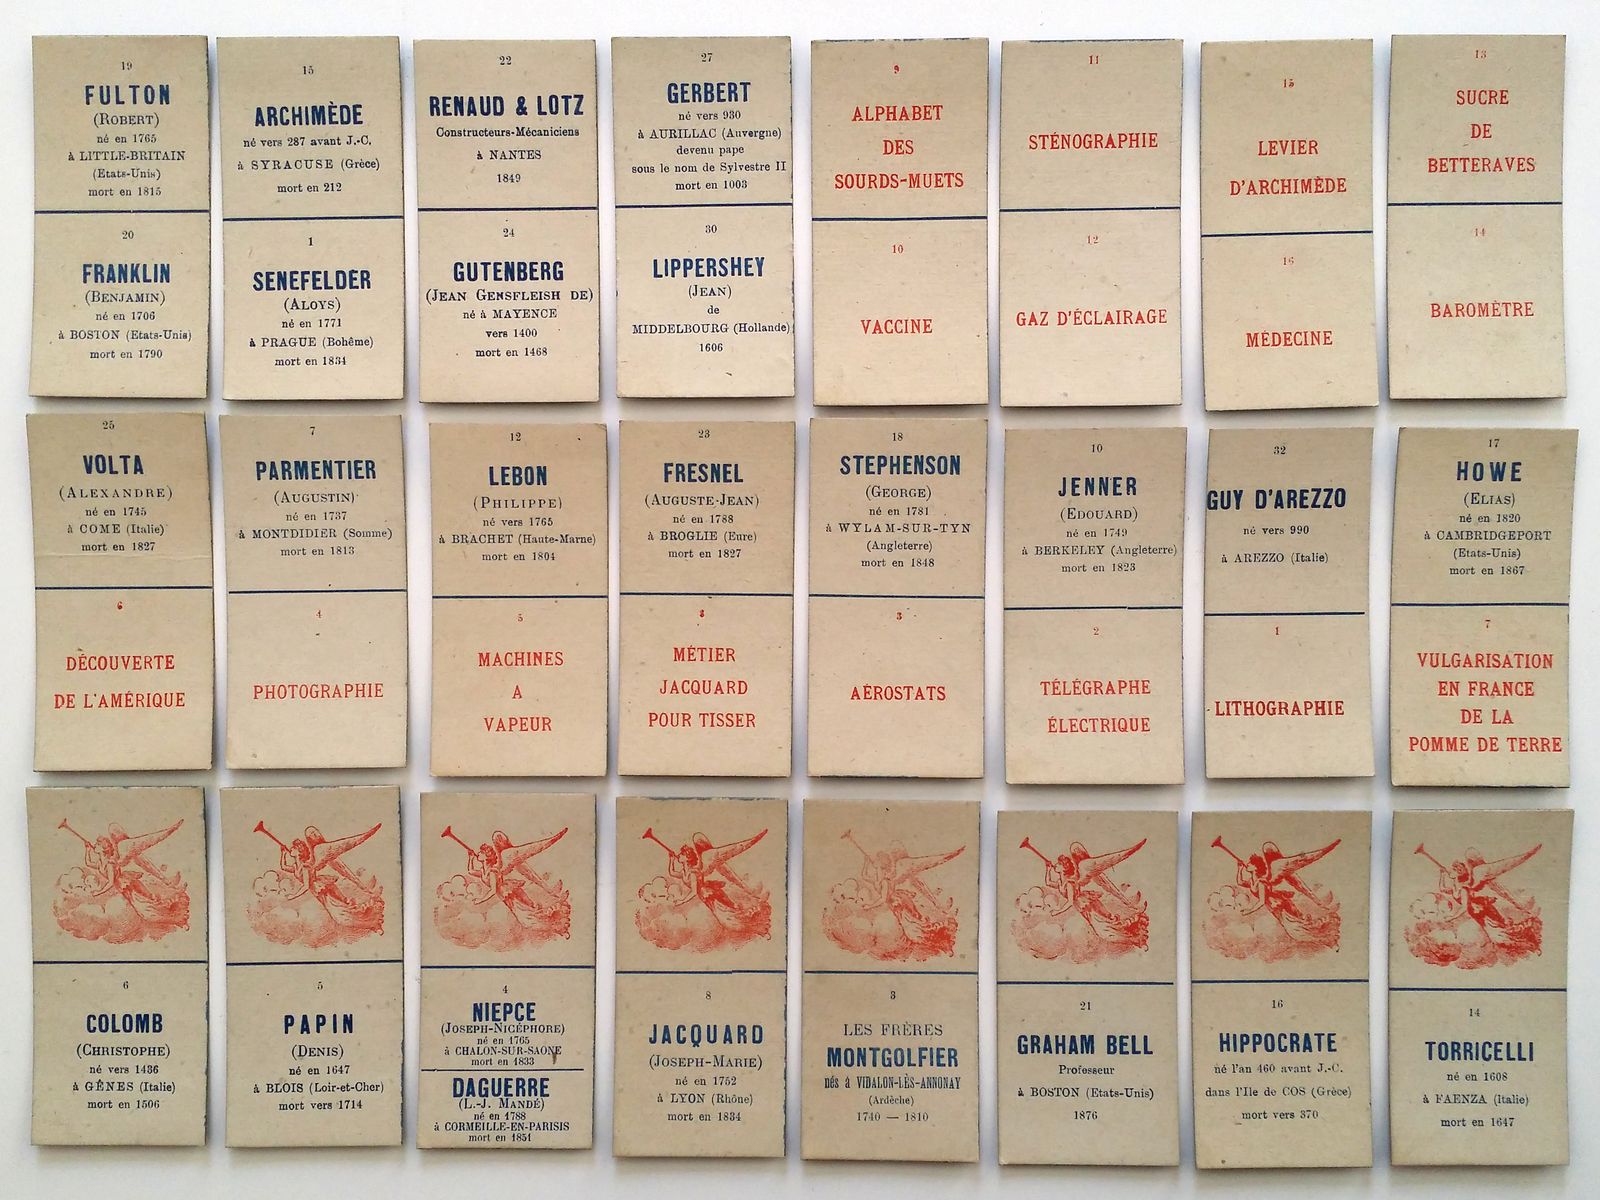 19
FULTON
(ROBERT)
né en 1765
à LITTLE-BRITAIN
(Etats-Unis)
mort en 1815
20
FRANKLIN
(BENJAMIN)
né en 1706
à BOSTON (Etats-Unis)
mort en 1790
15
ARCHIMÈDE
né vers 287 avant J.-C.
à SYRACUSE (Grèce)
mort en 212
1
SENEFELDER
(ALOYS)
né en 1771
à PRAGUE (Bohême)
mort en 1834
22
RENAUD & LOTZ
Constructeurs-Mécaniciens
à NANTES
1849
24
GUTENBERG
(JEAN GENSFLEISH DE)
né à MAYENCE
vers 1400
mort en 1468
27
GERBERT
né vers 930
à AURILLAC (Auvergne)
devenu pape
sous le nom de Sylvestre II
mort en 1003
30
LIPPERSHEY
(JEAN)
de
MIDDELBOURG (Hollande)
1606
9
ALPHABET
DES
SOURDS-MUETS
10
VACCINE
11
STÉNOGRAPHIE
12
GAZ D'ÉCLAIRAGE
15
LEVIER
D'ARCHIMÈDE
16
MÉDECINE
13
SUCRE
DE
BETTERAVES
14
BAROMÈTRE
25
VOLTA
(ALEXANDRE)
né en 1745
à COME (Italie)
mort en 1827
6
DÉCOUVERTE
DE L'AMÉRIQUE
7
PARMENTIER
(AUGUSTIN)
né en 1737
à MONTDIDIER (Somme)
mort en 1813
4
PHOTOGRAPHIE
12
LEBON
(PHILIPPE)
né vers 1765
à BRACHET (Haute-Marne)
mort en 1804
5
MACHINES
A
VAPEUR
23
FRESNEL
(AUGUSTE-JEAN)
né en 1788
à BROGLIE (Eure)
mort en 1827
8
MÉTIER
JACQUARD
POUR TISSER
18
STEPHENSON
(GEORGE)
né en 1781
à WYLAM-SUR-TYN
(Angleterre)
mort en 1848
3
AÉROSTATS
10
JENNER
(EDOUARD)
né en 1749
à BERKELEY (Angleterre)
mort en 1823
2
TÉLÉGRAPHE
ÉLECTRIQUE
32
GUY D'AREZZO
né vers 990
à AREZZO (Italie)
1
LITHOGRAPHIE
17
HOWE
(ELIAS)
né en 1820
à CAMBRIDGEPORT
(Etats-Unis)
mort en 1867
7
VULGARISATION
EN FRANCE
DE LA
POMME DE TERRE
6
COLOMB
(CHRISTOPHE)
né vers 1436
à GÊNES (Italie)
mort en 1506
5
PAPIN
(DENIS)
né en 1647
à BLOIS (Loir-et-Cher)
mort vers 1714
4
NIEPCE
(JOSEPH-NICÉPHORE)
né en 1765
à CHALON-SUR-SAONE
mort en 1833
DAGUERRE
(L.-J. MANDÉ)
né en 1788
à CORMEILLE-EN-PARISIS
mort en 1851
8
JACQUARD
(JOSEPH-MARIE)
né en 1752
à LYON (Rhône)
mort en 1834
3
LES FRÈRES
MONTGOLFIER
nés à VIDALON-LÈS-ANNONAY
(Ardèche)
1740 — 1810
21
GRAHAM BELL
Professeur
à BOSTON (Etats-Unis)
1876
16
HIPPOCRATE
né l'an 460 avant J.-C.
dans l'Ile de COS (Grèce)
mort vers 370
14
TORRICELLI
né en 1608
à FAENZA (Italie)
mort en 1647